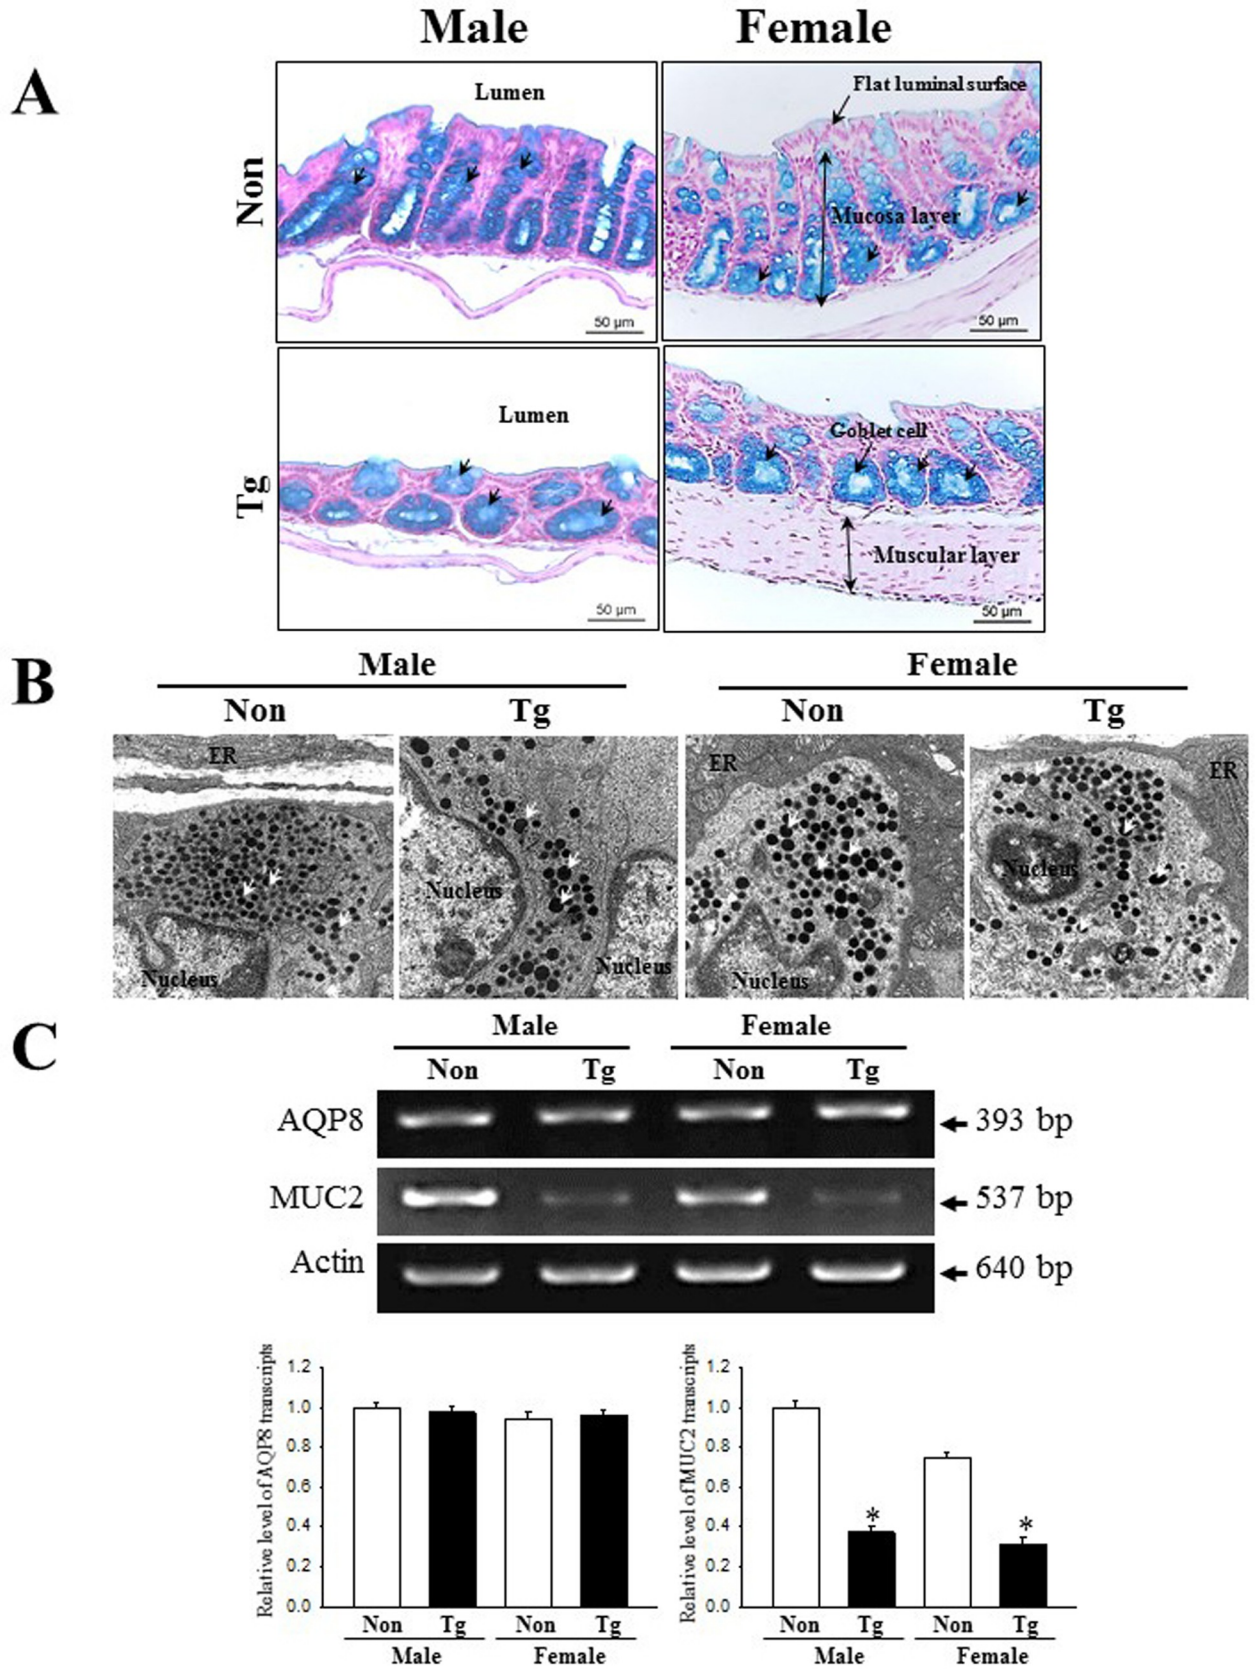 Male Female
A
Non
Lumen
50 µm
Flat luminal surface
Mucosa layer
50 µm
Tg
Lumen
50 µm
Goblet cell
Muscular layer
50 µm
B
Male Female
Non Tg Non Tg
ER
Nucleus
Nucleus
Nucleus
ER
Nucleus
ER
Nucleus
C
Male Female
Non Tg Non Tg
AQP8 393 bp
MUC2 537 bp
Actin 640 bp
Relative level of AQP8 transcripts
1.2
1.0
0.8
0.6
0.4
0.2
0.0
Non Tg Non Tg
Male Female
Relative level of MUC2 transcripts
1.2
1.0
0.8
0.6
0.4
0.2
0.0
* *
Non Tg Non Tg
Male Female